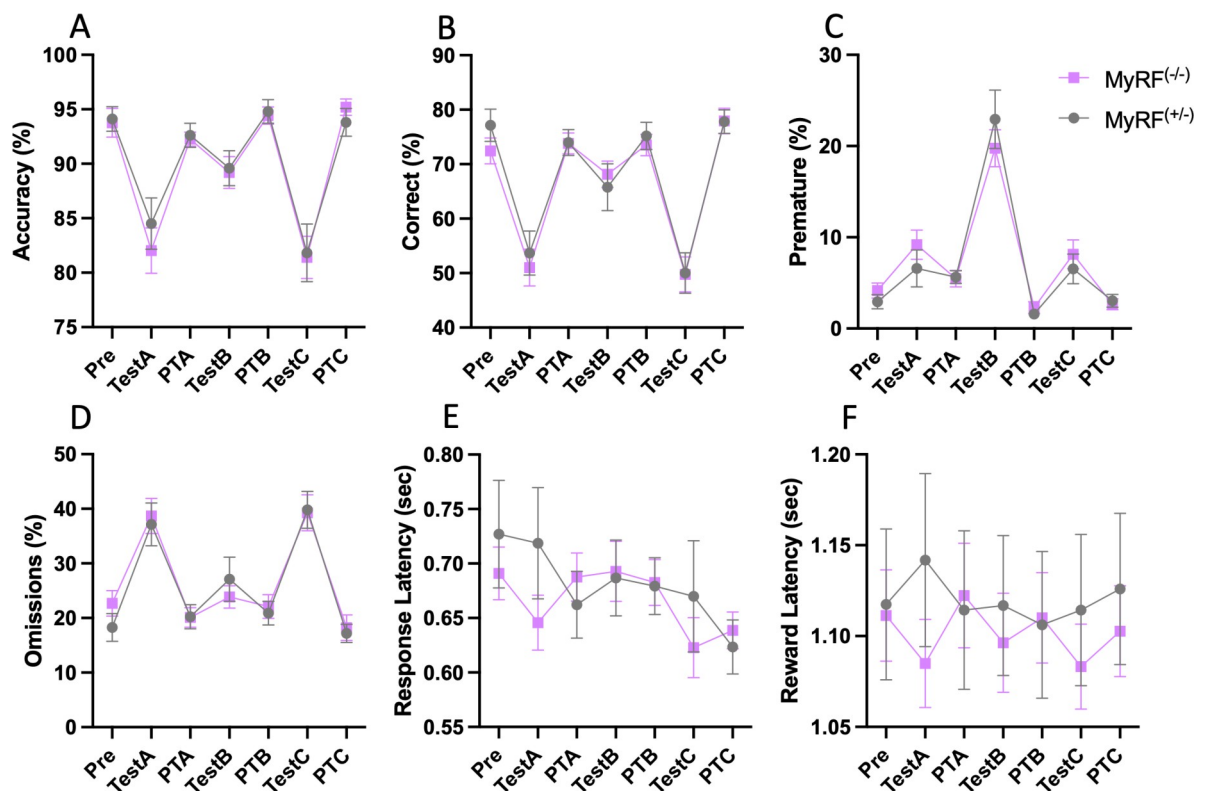 A
Accuracy (%)
100
95
90
85
80
75
Pre
TestA
PTA
TestB
PTB
TestC
PTC
B
Correct (%)
90
80
70
60
50
40
Pre
TestA
PTA
TestB
PTB
TestC
PTC
C
Premature (%)
30
20
10
0
Pre
TestA
PTA
TestB
PTB
TestC
PTC
MyRF(-/-)
MyRF(+/-)
D
Omissions (%)
50
40
30
20
10
0
Pre
TestA
PTA
TestB
PTB
TestC
PTC
E
Response Latency (sec)
0.80
0.75
0.70
0.65
0.60
0.55
Pre
TestA
PTA
TestB
PTB
TestC
PTC
F
Reward Latency (sec)
1.20
1.15
1.10
1.05
Pre
TestA
PTA
TestB
PTB
TestC
PTC